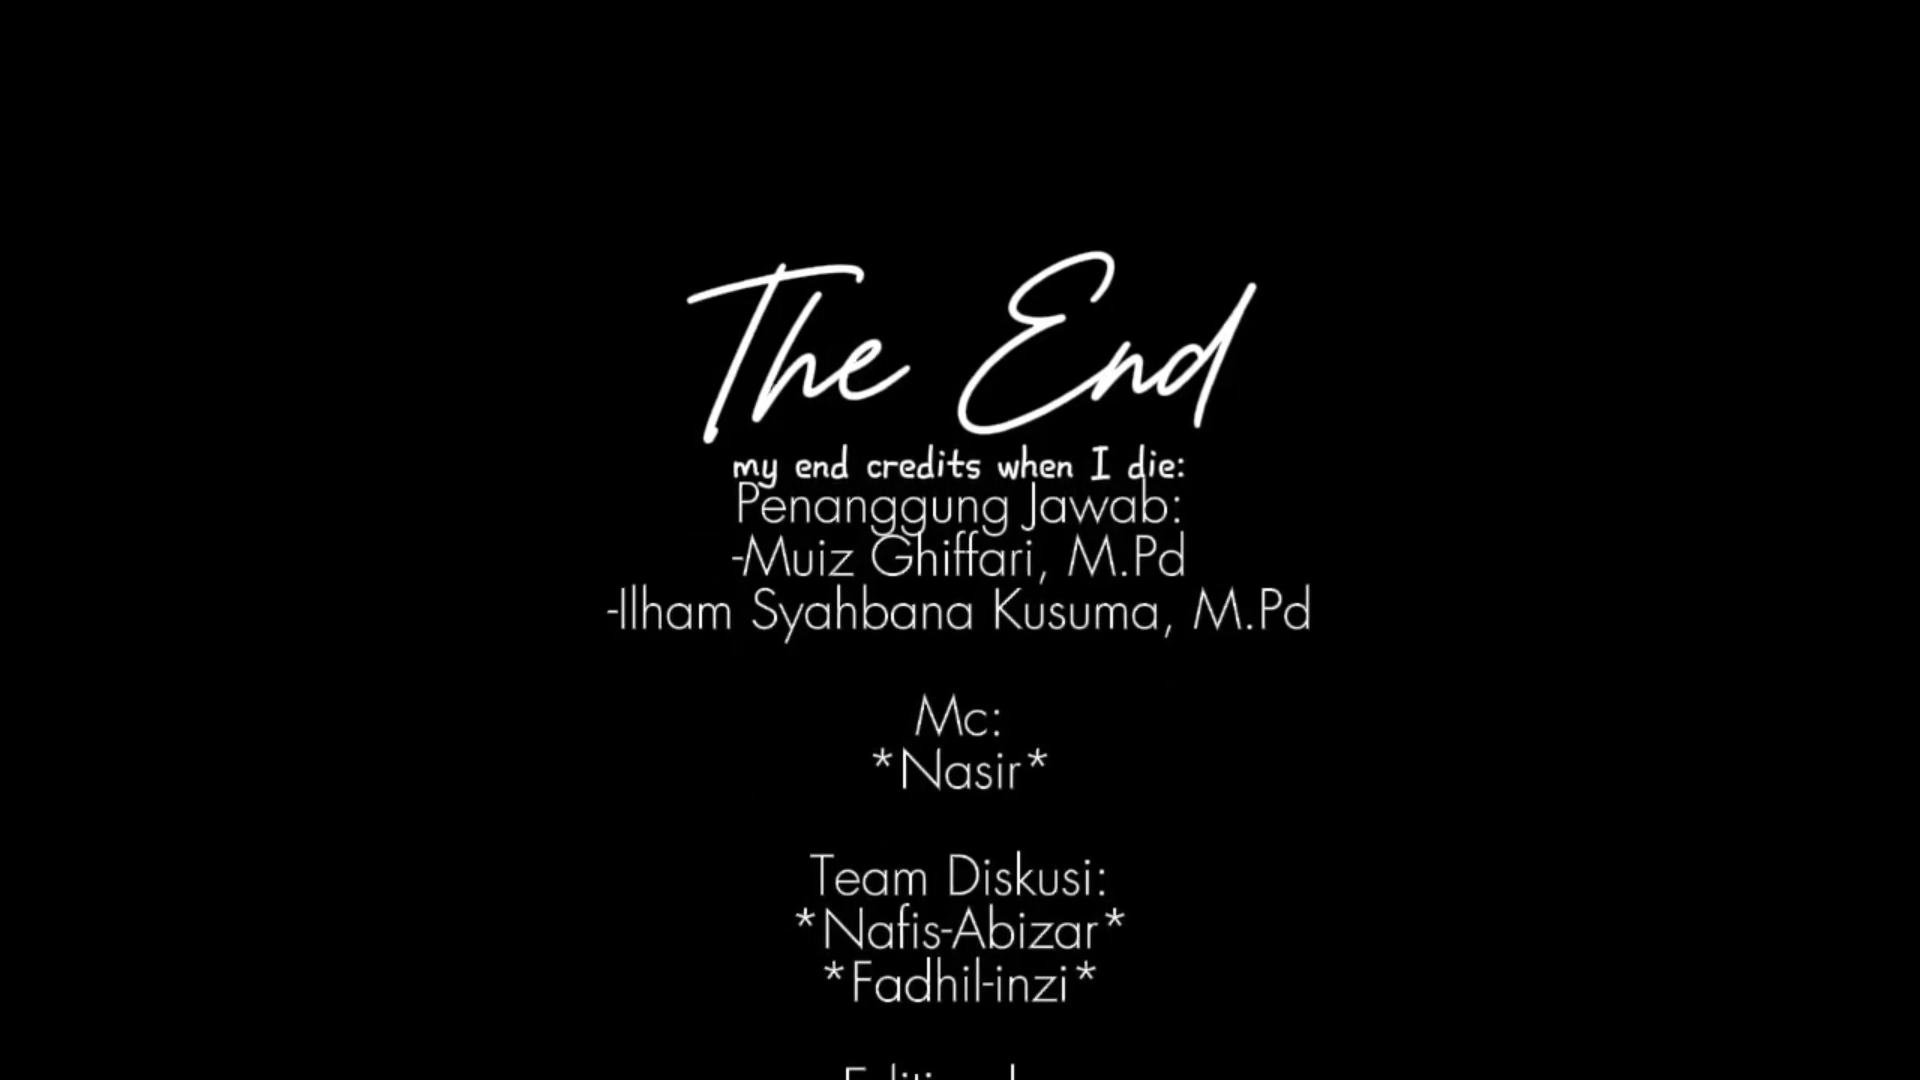 The End
my end credits when I die:
Penanggung Jawab:
-Muiz Ghiffari, M.Pd
-Ilham Syahbana Kusuma, M.Pd
Mc:
*Nasir*
Team Diskusi:
*Nafis-Abizar*
*Fadhil-inzi*